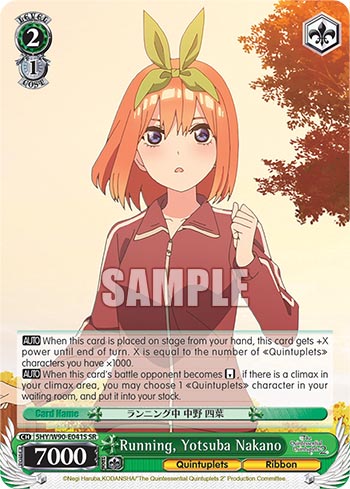 LEVEL
2
1
COST
SAMPLE
AUTO When this card is placed on stage from your hand, this card gets +X
power until end of turn. X is equal to the number of «Quintuplets»
characters you have ×1000.
AUTO When this card's battle opponent becomes, if there is a climax in
your climax area, you may choose 1 «Quintuplets» character in your
waiting room, and put it into your stock.
Card Name
ランニング中 中野 四葉
CH 5HY/W90-E041S SR
Running, Yotsuba Nakano
POWER
7000
Quintuplets
Ribbon
©Negi Haruba,KODANSHA/"The Quintessential Quintuplets 2" Production Committee.